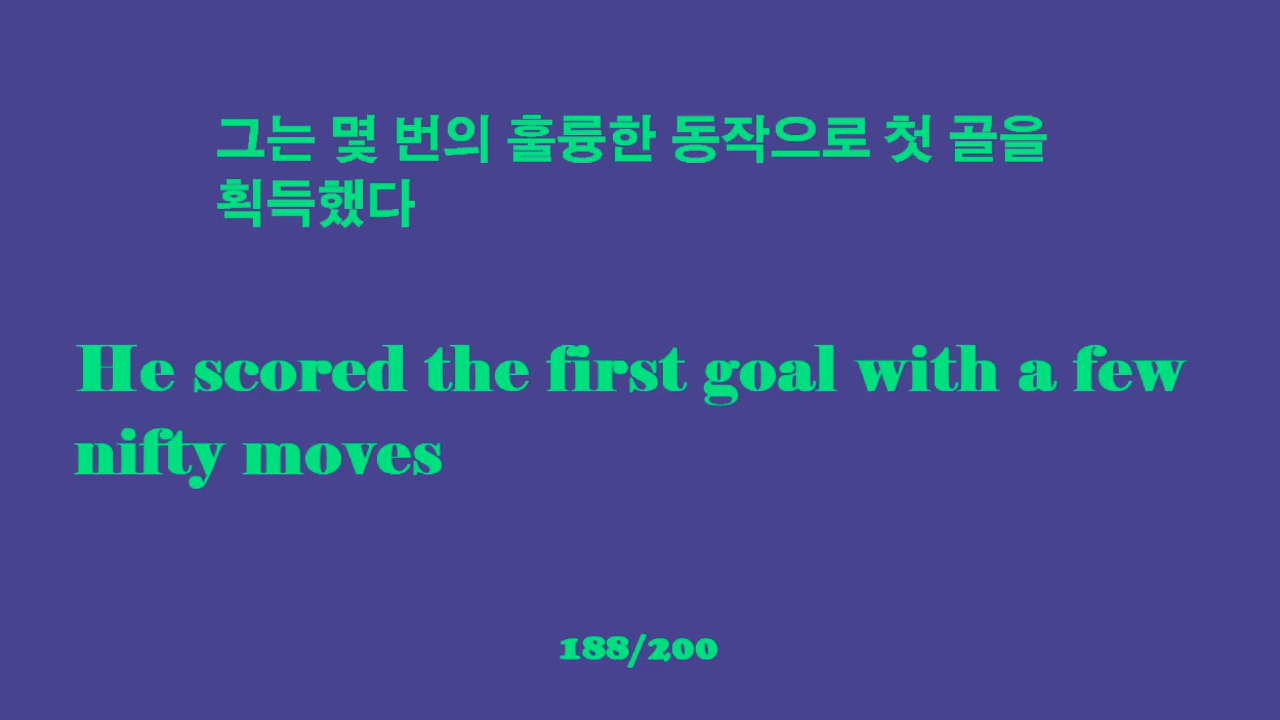 그는 몇 번의 훌륭한 동작으로 첫 골을
획득했다
He scored the first goal with a few
nifty moves
188/200